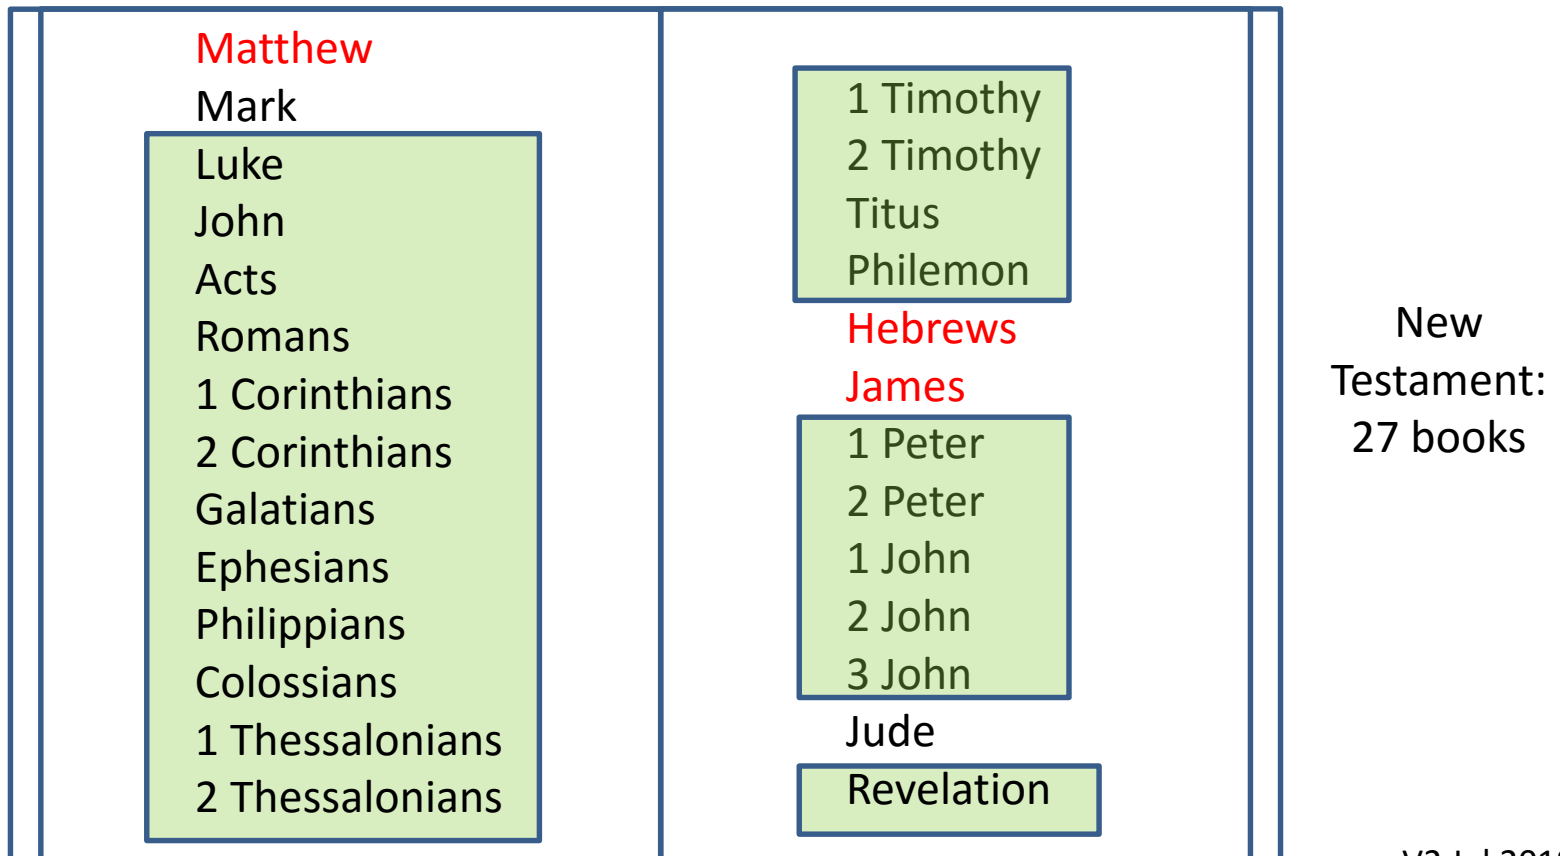 Matthew
Mark
Luke
John
Acts
Romans
1 Corinthians
2 Corinthians
Galatians
Ephesians
Philippians
Colossians
1 Thessalonians
2 Thessalonians
1 Timothy
2 Timothy
Titus
Philemon
Hebrews
James
1 Peter
2 Peter
1 John
2 John
3 John
Jude
Revelation
New
Testament:
27 books